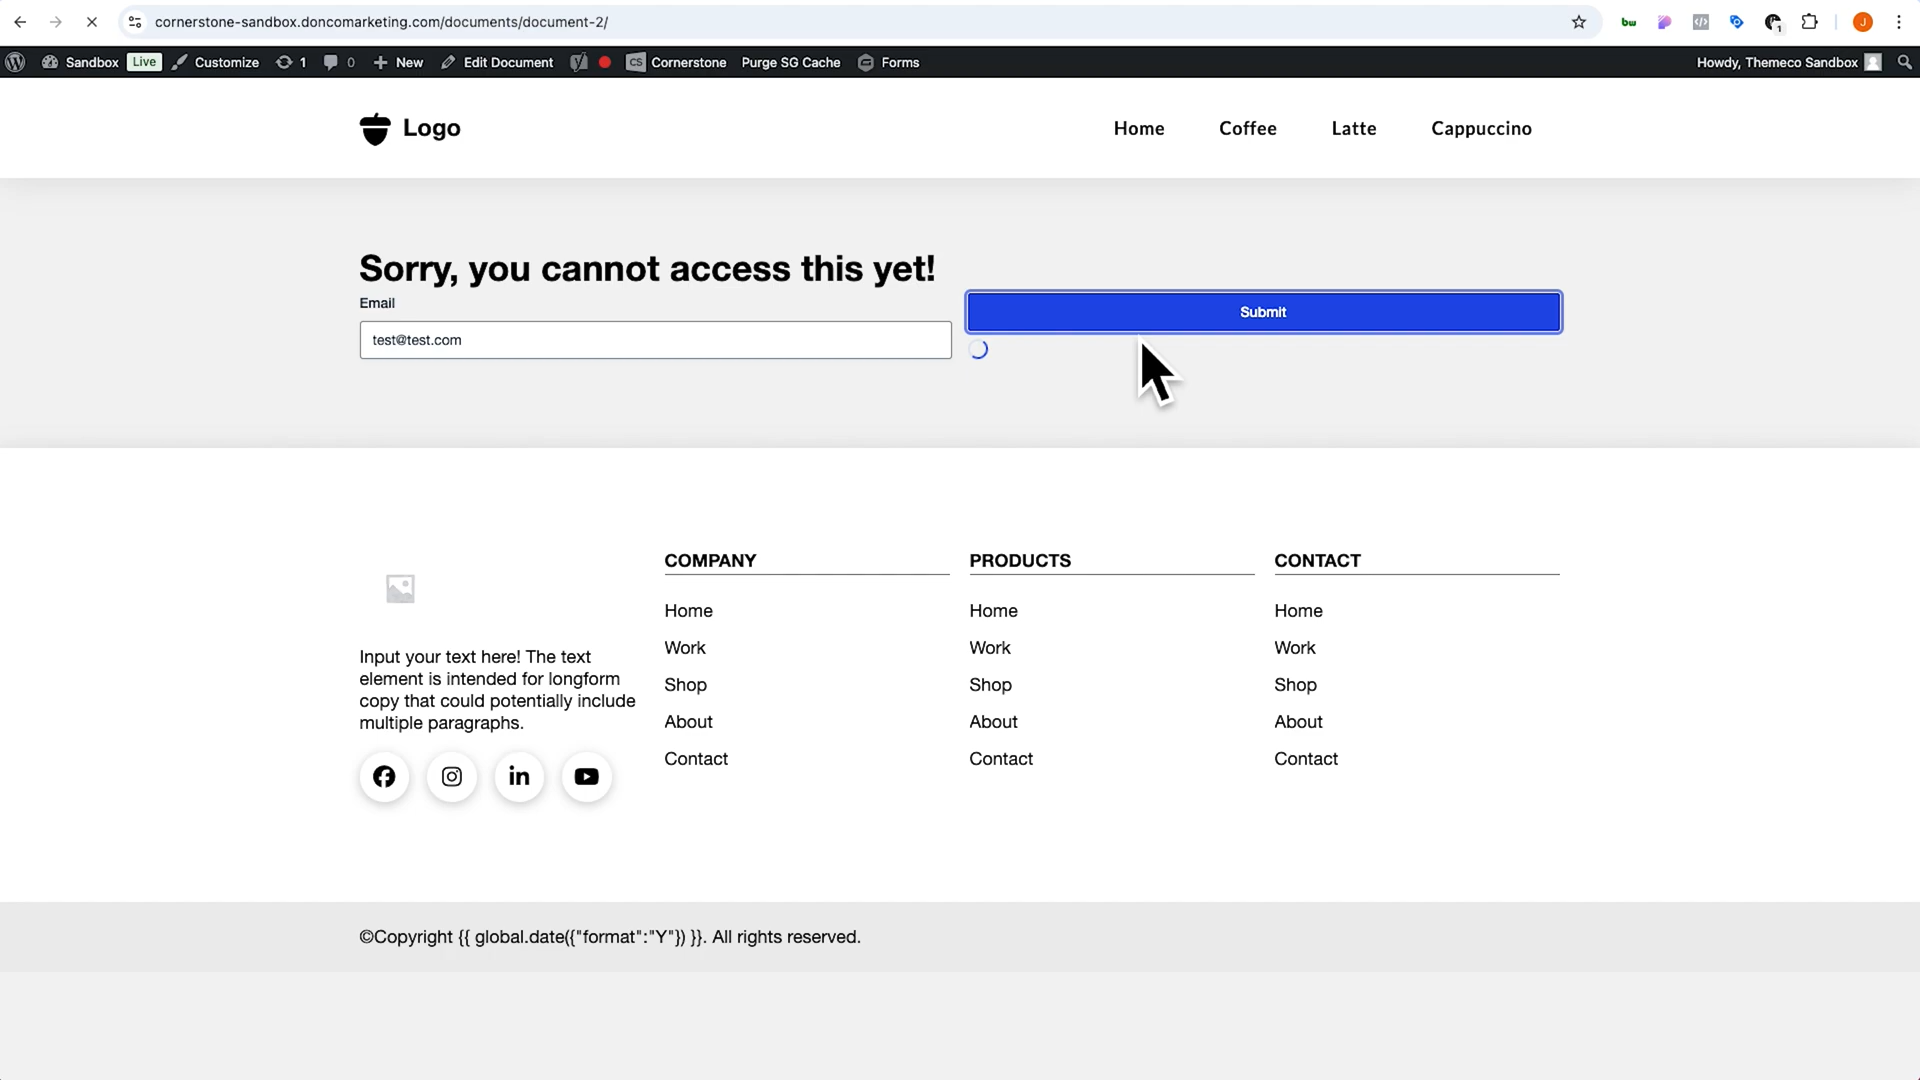 cornerstone-sandbox.doncomarketing.com/documents/document-2/
bw
1
J
Sandbox Live Customize 1 0 New Edit Document CS Cornerstone Purge SG Cache Forms Howdy, Themeco Sandbox
Logo
Home Coffee Latte Cappuccino
Sorry, you cannot access this yet!
Email
test@test.com
Submit
Input your text here! The text
element is intended for longform
copy that could potentially include
multiple paragraphs.
COMPANY
Home
Work
Shop
About
Contact
PRODUCTS
Home
Work
Shop
About
Contact
CONTACT
Home
Work
Shop
About
Contact
©Copyright {{ global.date({"format":"Y"}) }}. All rights reserved.